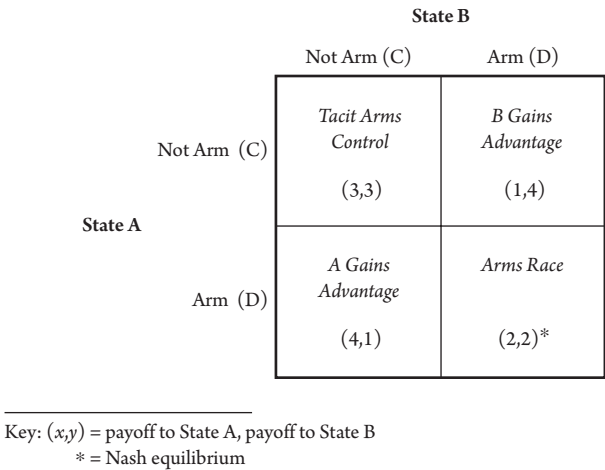 State B
Not Arm (C) Arm (D)
Tacit Arms B Gains
Control Advantage
Not Arm (C)
(3,3) (1,4)
State A
A Gains Arms Race
Advantage
Arm (D)
(4,1) (2,2)*
Key: (x,y) = payoff to State A, payoff to State B
* = Nash equilibrium